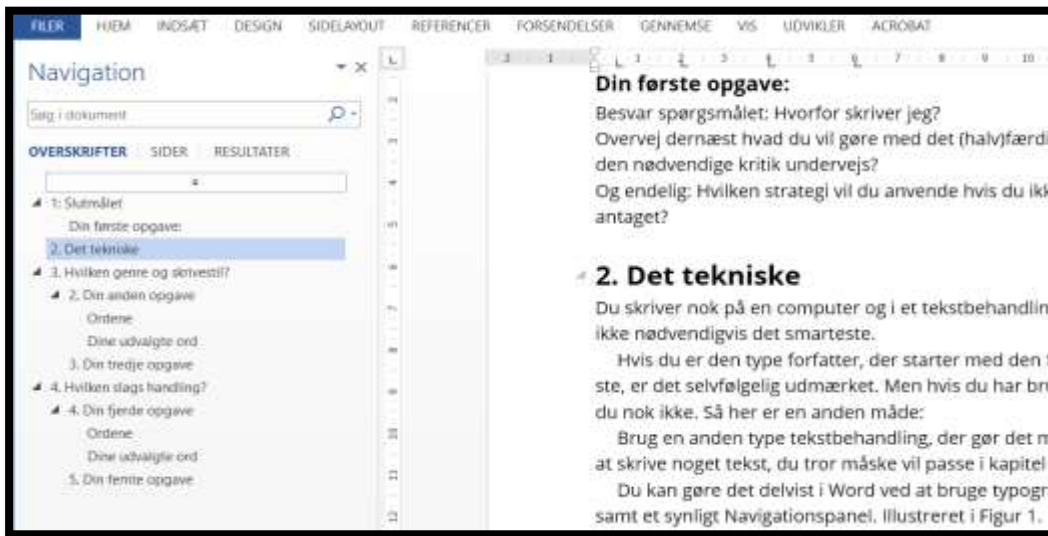 FILER HJEM INDSÆT DESIGN SIDELAYOUT REFERENCER FORSENDELSER GENNEMSE VIS UDVIKLER ACROBAT
Navigation
Søg i dokument
OVERSKRIFTER SIDER RESULTATER
1: Slutmålet
Din første opgave:
2. Det tekniske
3. Hvilken genre og skrivestil?
2. Din anden opgave
Ordene
Dine udvalgte ord
3. Din tredje opgave
4. Hvilken slags handling?
4. Din fjerde opgave
Ordene
Dine udvalgte ord
5. Din femte opgave
Din første opgave:
Besvar spørgsmålet: Hvorfor skriver jeg?
Overvej dernæst hvad du vil gøre med det (halv)færdi
den nødvendige kritik undervejs?
Og endelig: Hvilken strategi vil du anvende hvis du ikk
antaget?
2. Det tekniske
Du skriver nok på en computer og i et tekstbehandlin
ikke nødvendigvis det smarteste.
Hvis du er den type forfatter, der starter med den
ste, er det selvfølgelig udmærket. Men hvis du har bru
du nok ikke. Så her er en anden måde:
Brug en anden type tekstbehandling, der gør det m
at skrive noget tekst, du tror måske vil passe i kapitel
Du kan gøre det delvist i Word ved at bruge typogr
samt et synligt Navigationspanel. Illustreret i Figur 1.